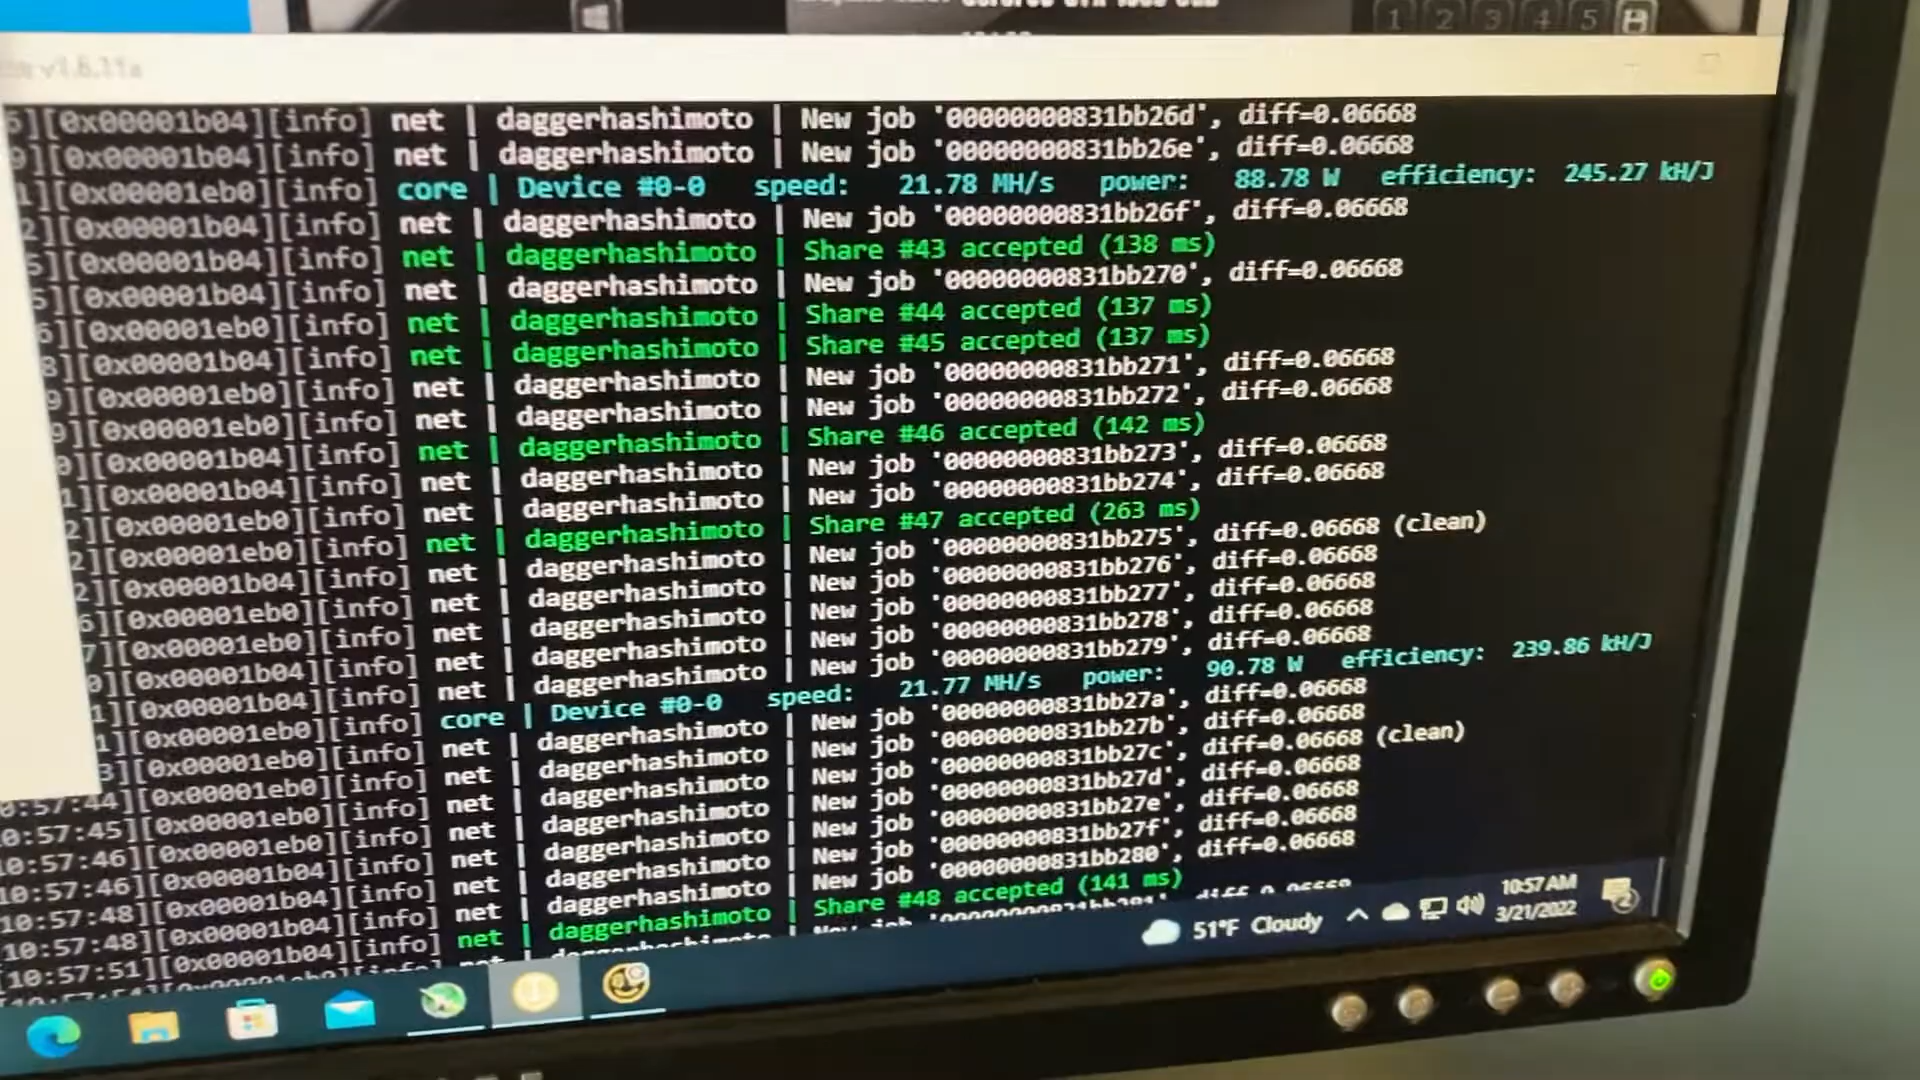 1 2 3 4 5
v1.6.11a
5][0x00001b04][info] net | daggerhashimoto | New job '00000000831bb26d', diff=0.06668
9][0x00001b04][info] net | daggerhashimoto | New job '00000000831bb26e', diff=0.06668
1][0x00001eb0][info] core | Device #0-0 speed: 21.78 MH/s power: 88.78 W efficiency: 245.27 kH/J
2][0x00001b04][info] net | daggerhashimoto | New job '00000000831bb26f', diff=0.06668
5][0x00001b04][info] net | daggerhashimoto | Share #43 accepted (138 ms)
5][0x00001b04][info] net | daggerhashimoto | New job '00000000831bb270', diff=0.06668
6][0x00001eb0][info] net | daggerhashimoto | Share #44 accepted (137 ms)
8][0x00001b04][info] net | daggerhashimoto | Share #45 accepted (137 ms)
9][0x00001eb0][info] net | daggerhashimoto | New job '00000000831bb271', diff=0.06668
9][0x00001eb0][info] net | daggerhashimoto | New job '00000000831bb272', diff=0.06668
0][0x00001b04][info] net | daggerhashimoto | Share #46 accepted (142 ms)
1][0x00001b04][info] net | daggerhashimoto | New job '00000000831bb273', diff=0.06668
2][0x00001eb0][info] net | daggerhashimoto | New job '00000000831bb274', diff=0.06668
2][0x00001eb0][info] net | daggerhashimoto | Share #47 accepted (263 ms)
2][0x00001b04][info] net | daggerhashimoto | New job '00000000831bb275', diff=0.06668 (clean)
6][0x00001eb0][info] net | daggerhashimoto | New job '00000000831bb276', diff=0.06668
7][0x00001eb0][info] net | daggerhashimoto | New job '00000000831bb277', diff=0.06668
0][0x00001b04][info] net | daggerhashimoto | New job '00000000831bb278', diff=0.06668
1][0x00001b04][info] net | daggerhashimoto | New job '00000000831bb279', diff=0.06668
1][0x00001eb0][info] core | Device #0-0 speed: 21.77 MH/s power: 90.78 W efficiency: 239.86 kH/J
3][0x00001eb0][info] net | daggerhashimoto | New job '00000000831bb27a', diff=0.06668
0:57:44][0x00001eb0][info] net | daggerhashimoto | New job '00000000831bb27b', diff=0.06668
0:57:45][0x00001eb0][info] net | daggerhashimoto | New job '00000000831bb27c', diff=0.06668 (clean)
0:57:46][0x00001eb0][info] net | daggerhashimoto | New job '00000000831bb27d', diff=0.06668
10:57:46][0x00001b04][info] net | daggerhashimoto | New job '00000000831bb27e', diff=0.06668
10:57:48][0x00001b04][info] net | daggerhashimoto | New job '00000000831bb27f', diff=0.06668
10:57:48][0x00001b04][info] net | daggerhashimoto | New job '00000000831bb280', diff=0.06668
[10:57:51][0x00001b04][info] net | daggerhashimoto | Share #48 accepted (141 ms)
51°F Cloudy
10:57 AM
3/21/2022
2